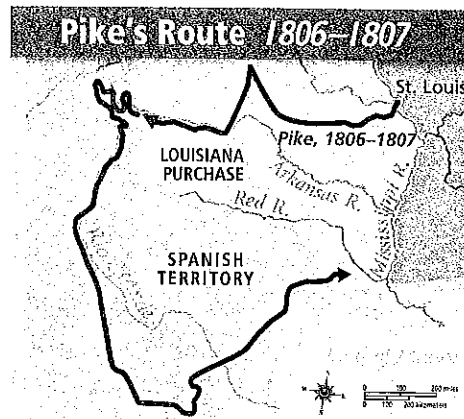 Pike's Route 1806–1807
St. Louis
Pike, 1806–1807
LOUISIANA
PURCHASE
Arkansas R.
Mississippi R.
Red R.
SPANISH
TERRITORY